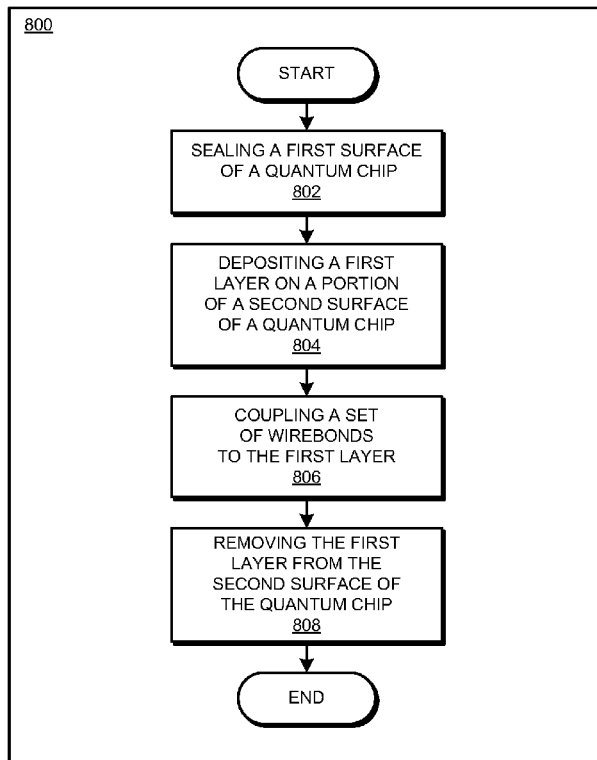 800
START
SEALING A FIRST SURFACE
OF A QUANTUM CHIP
802
DEPOSITING A FIRST
LAYER ON A PORTION
OF A SECOND SURFACE
OF A QUANTUM CHIP
804
COUPLING A SET
OF WIREBONDS
TO THE FIRST LAYER
806
REMOVING THE FIRST
LAYER FROM THE
SECOND SURFACE OF
THE QUANTUM CHIP
808
END